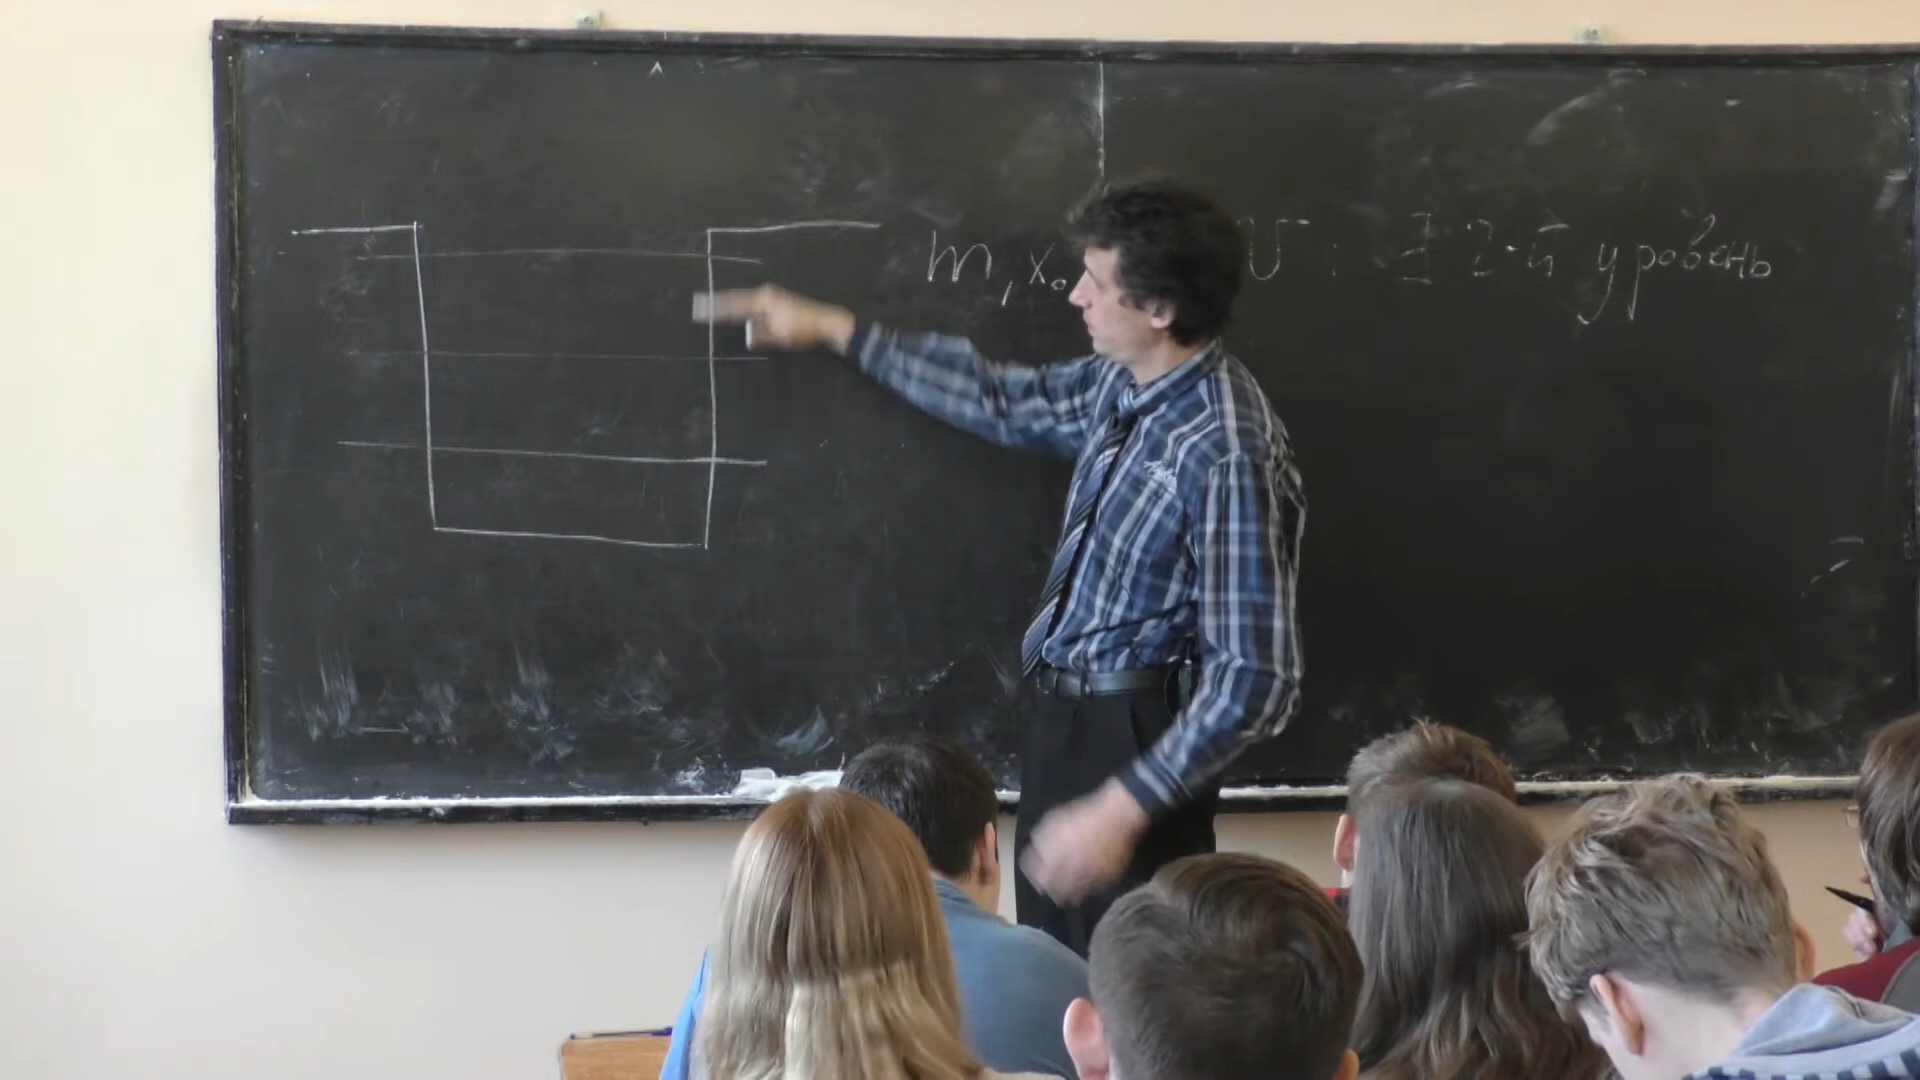 m, x₀ U : ∃ 2-й уровень